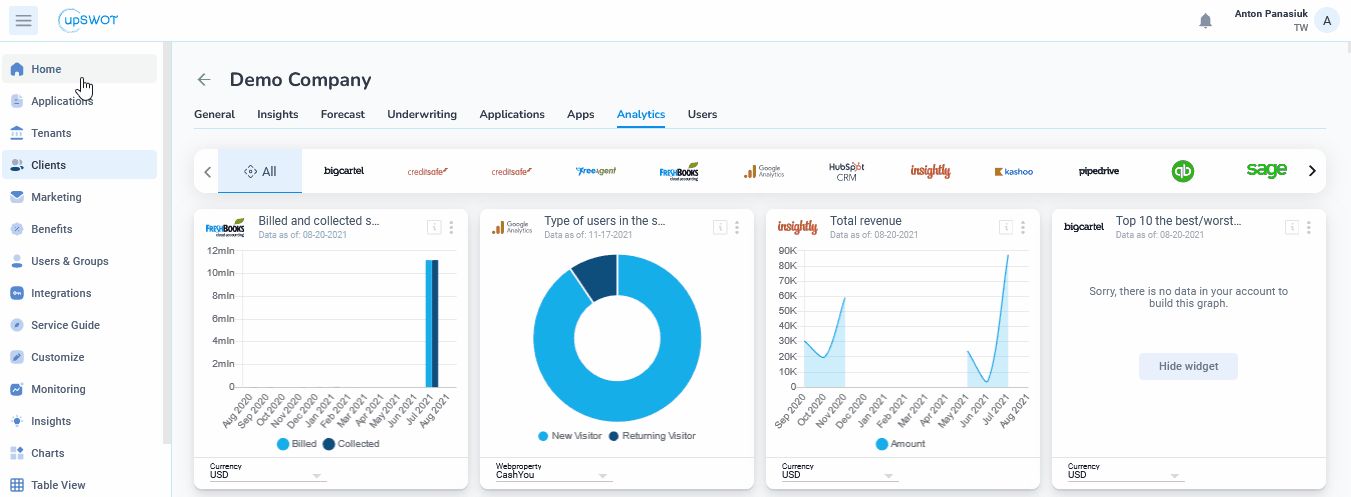 upSWOT
Anton Panasiuk
TW
A
Home
Applications
Tenants
Clients
Marketing
Benefits
Users & Groups
Integrations
Service Guide
Customize
Monitoring
Insights
Charts
Table View
Demo Company
General Insights Forecast Underwriting Applications Apps Analytics Users
All bigcartel creditsafe creditsafe freeagent FRESHBOOKS cloud accounting Google Analytics HubSpot CRM insightly kashoo pipedrive qb sage
FRESHBOOKS
cloud accounting
Billed and collected s...
Data as of: 08-20-2021
i
12mln
10mln
8mln
6mln
4mln
2mln
0
Aug 2020 Sep 2020 Oct 2020 Nov 2020 Dec 2020 Jan 2021 Feb 2021 Mar 2021 Apr 2021 May 2021 Jun 2021 Jul 2021 Aug 2021
Billed Collected
Currency
USD
Google Analytics
Type of users in the s...
Data as of: 11-17-2021
i
New Visitor Returning Visitor
Webproperty
CashYou
insightly
Total revenue
Data as of: 08-20-2021
i
90K
80K
70K
60K
50K
40K
30K
20K
10K
0
Sep 2020 Oct 2020 Nov 2020 Dec 2020 Jan 2021 Feb 2021 Mar 2021 Apr 2021 May 2021 Jun 2021 Jul 2021 Aug 2021
Amount
Currency
USD
bigcartel
Top 10 the best/worst...
Data as of: 08-20-2021
i
Sorry, there is no data in your account to
build this graph.
Hide widget
Currency
USD